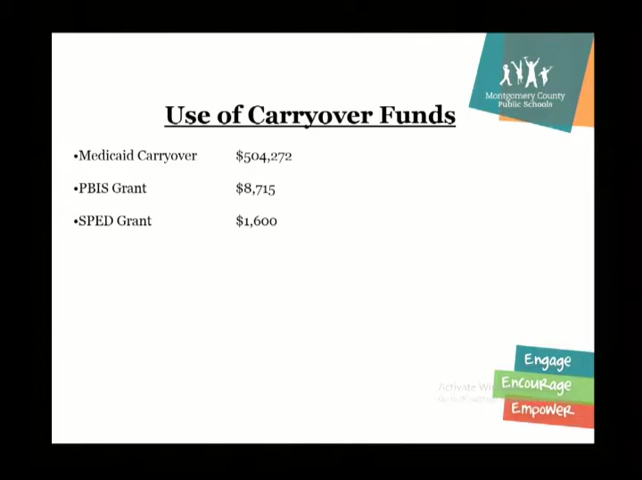 Montgomery County
Public Schools
Use of Carryover Funds
•Medicaid Carryover $504,272
•PBIS Grant $8,715
•SPED Grant $1,600
Engage
Activate
Encourage
Empower